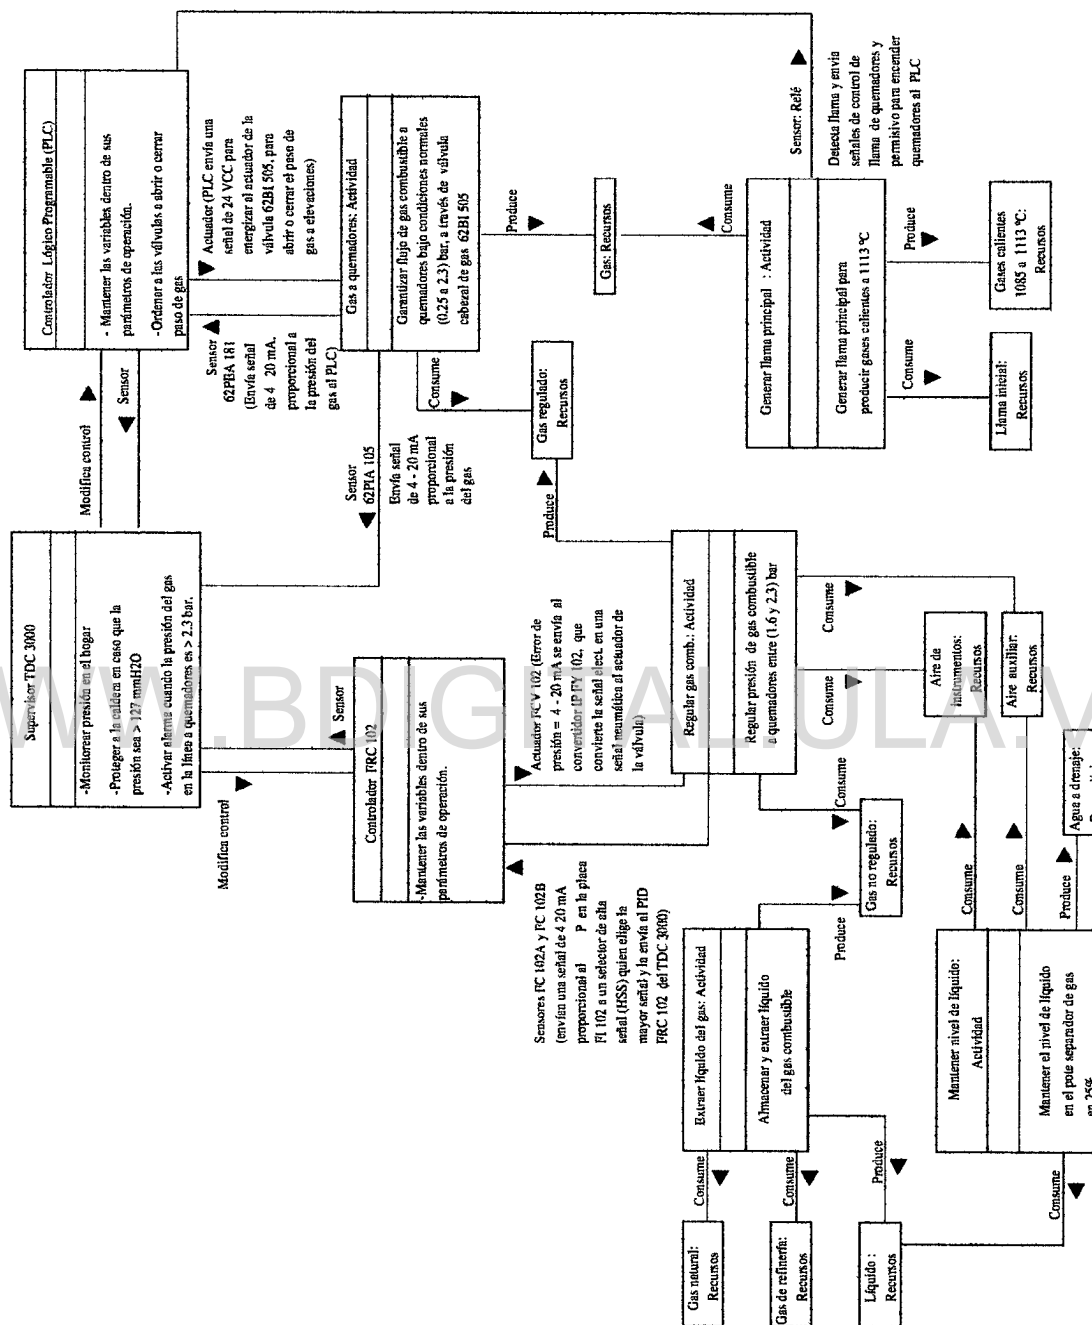 Supervisor TDC 3000
-Monitorear presión en el hogar
-Proteger a la caldera en caso que la
presión sea > 127 mmH2O
-Activar alarma cuando la presión del gas
en la línea a quemadores es > 2.3 bar.
Modifica control
Sensor
Controlador Lógico Programable (PLC)
- Mantener las variables dentro de sus
parámetros de operación.
-Ordenar a las válvulas a abrir o cerrar
paso de gas
Modifica control
Sensor
Controlador FRC 102
-Mantener las variables dentro de sus
parámetros de operación.
Sensor
62PIA 105
Envía señal
de 4 - 20 mA
proporcional
a la presión
del gas
Sensor
62PBA 181
(Envía señal
de 4 20 mA.
proporcional a
la presión del
gas al PLC)
Actuador (PLC envía una
señal de 24 VCC para
energizar al actuador de la
válvula 62BI 505, para
abrir o cerrar el paso de
gas a elevaciones)
Gas a quemadores: Actividad
Garantizar flujo de gas combustible a
quemadores bajo condiciones normales
(0.25 a 2.3) bar, a través de válvula
cabezal de gas 62BI 505
Consume
Produce
Sensores FC 102A y FC 102B
(envían una señal de 4 20 mA
proporcional al P en la placa
FI 102 a un selector de alta
señal (HSS) quien elige la
mayor señal y la envía al PID
FRC 102 del TDC 3000)
Actuador FCV 102 (Error de
presión = 4 - 20 mA se envía al
convertidor IP FY 102, que
convierte la señal elect. en una
señal neumática al actuador de
la válvula)
Produce
Gas regulado:
Recursos
Gas: Recursos
Consume
Sensor: Relé
Detecta llama y envía
señales de control de
llama de quemadores y
permisivo para encender
quemadores al PLC
Extraer líquido del gas: Actividad
Almacenar y extraer líquido
del gas combustible
Regular gas comb.: Actividad
Regular presión de gas combustible
a quemadores entre (1.6 y 2.3) bar
Generar llama principal : Actividad
Generar llama principal para
producir gases calientes a 1113 ºC
Consume
Consume
Produce
Produce
Consume
Consume
Consume
Consume
Produce
Gas natural:
Recursos
Gas de refinería:
Recursos
Líquido :
Recursos
Gas no regulado:
Recursos
Aire de
instrumentos:
Recursos
Aire auxiliar:
Recursos
Llama inicial:
Recursos
Gases calientes
1085 a 1113 ºC:
Recursos
Consume
Mantener nivel de líquido:
Actividad
Mantener el nivel de líquido
en el pote separador de gas
en 25%
Consume
Consume
Produce
Agua a drenaje:
WWW.BDIGITAL.ULA.V